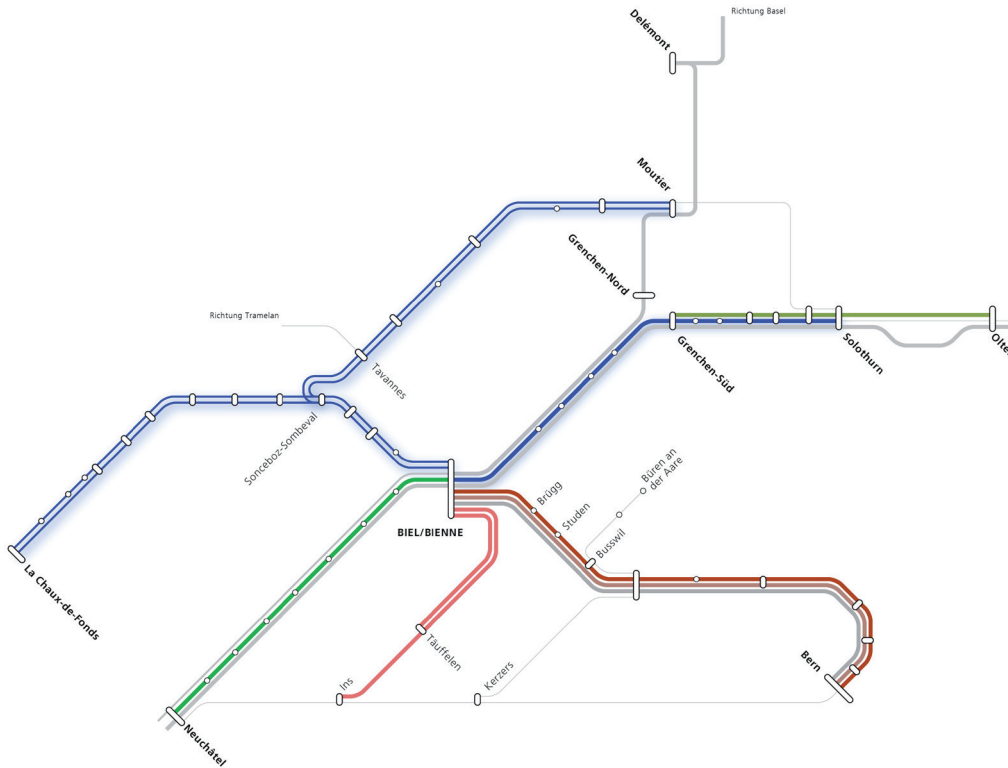 Richtung Basel
Delémont
Moutier
Grenchen-Nord
Richtung Tramelan
Tavannes
Grenchen-Süd
Solothurn
Sonceboz-Sombeval
Büren an
der Aare
Brügg
Studen
Busswil
BIEL/BIENNE
La Chaux-de-Fonds
Täuffelen
Ins
Kerzers
Bern
Neuchâtel